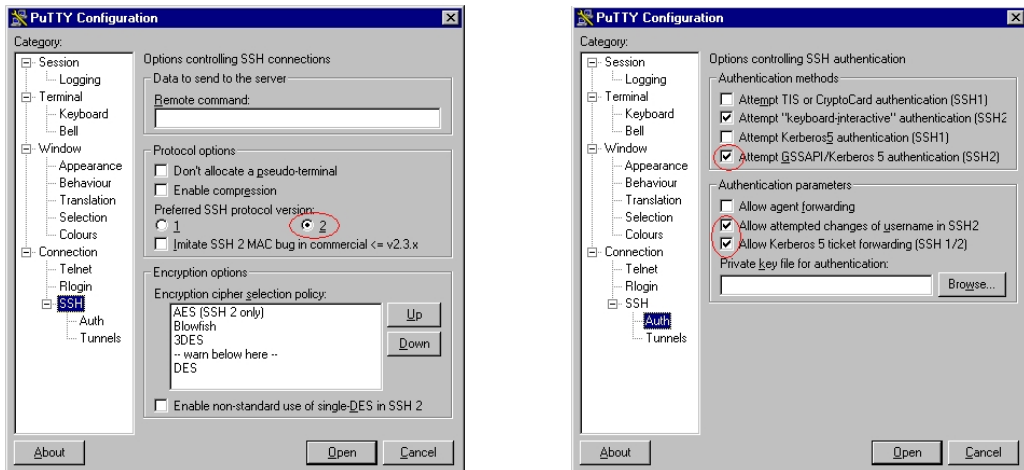 PuTTY Configuration
Category:
Session
Logging
Terminal
Keyboard
Bell
Window
Appearance
Behaviour
Translation
Selection
Colours
Connection
Telnet
Rlogin
SSH
Auth
Tunnels
Options controlling SSH connections
Data to send to the server
Remote command:
Protocol options
Don't allocate a pseudo-terminal
Enable compression
Preferred SSH protocol version:
1 2
Imitate SSH 2 MAC bug in commercial <= v2.3.x
Encryption options
Encryption cipher selection policy:
AES (SSH 2 only)
Blowfish
3DES
-- warn below here --
DES
Up
Down
Enable non-standard use of single-DES in SSH 2
About Open Cancel
PuTTY Configuration
Category:
Session
Logging
Terminal
Keyboard
Bell
Window
Appearance
Behaviour
Translation
Selection
Colours
Connection
Telnet
Rlogin
SSH
Auth
Tunnels
Options controlling SSH authentication
Authentication methods
Attempt TIS or CryptoCard authentication (SSH1)
Attempt "keyboard-interactive" authentication (SSH2
Attempt Kerberos5 authentication (SSH1)
Attempt GSSAPI/Kerberos 5 authentication (SSH2)
Authentication parameters
Allow agent forwarding
Allow attempted changes of username in SSH2
Allow Kerberos 5 ticket forwarding (SSH 1/2)
Private key file for authentication:
Browse...
About Open Cancel